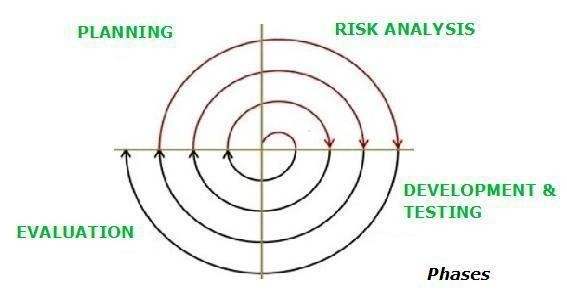 PLANNING
RISK ANALYSIS
DEVELOPMENT &
TESTING
EVALUATION
Phases